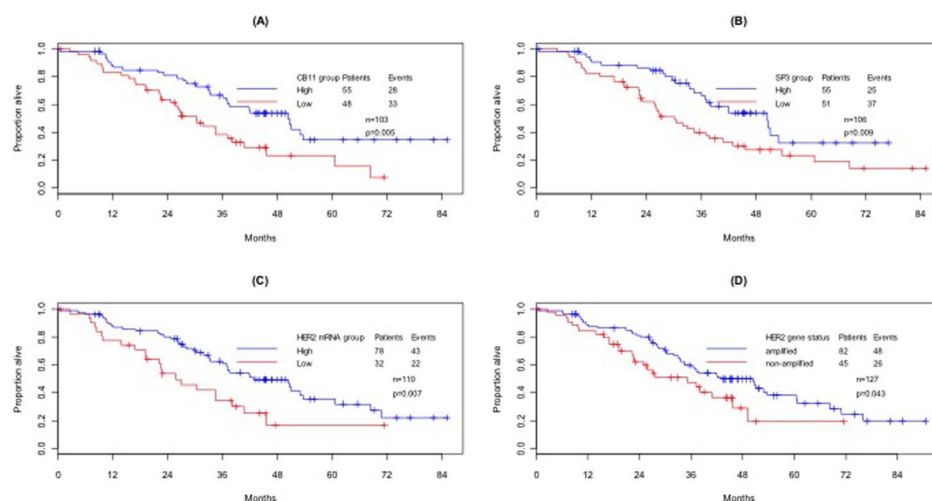 (A)
Proportion alive
1.0
0.8
0.6
0.4
0.2
0.0
CB11 group Patients Events
High 55 28
Low 48 33
n=103
p=0.005
0 12 24 36 48 60 72 84
Months
(B)
Proportion alive
1.0
0.8
0.6
0.4
0.2
0.0
SP3 group Patients Events
High 55 25
Low 51 37
n=106
p=0.009
0 12 24 36 48 60 72 84
Months
(C)
Proportion alive
1.0
0.8
0.6
0.4
0.2
0.0
HER2 mRNA group Patients Events
High 78 43
Low 32 22
n=110
p=0.007
0 12 24 36 48 60 72 84
Months
(D)
Proportion alive
1.0
0.8
0.6
0.4
0.2
0.0
HER2 gene status Patients Events
amplified 82 48
non-amplified 45 26
n=127
p=0.043
0 12 24 36 48 60 72 84
Months